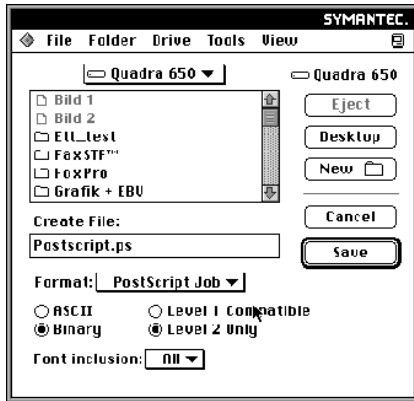 SYMANTEC.
File Folder Drive Tools View
Quadra 650 Quadra 650
Bild 1 Eject
Bild 2
Ell_test Desktop
FaxSTF™
FoxPro New
Grafik + EBV
Create File: Cancel
Postscript.ps Save
Format: PostScript Job
ASCII Level 1 Compatible
Binary Level 2 Only
Font inclusion: All